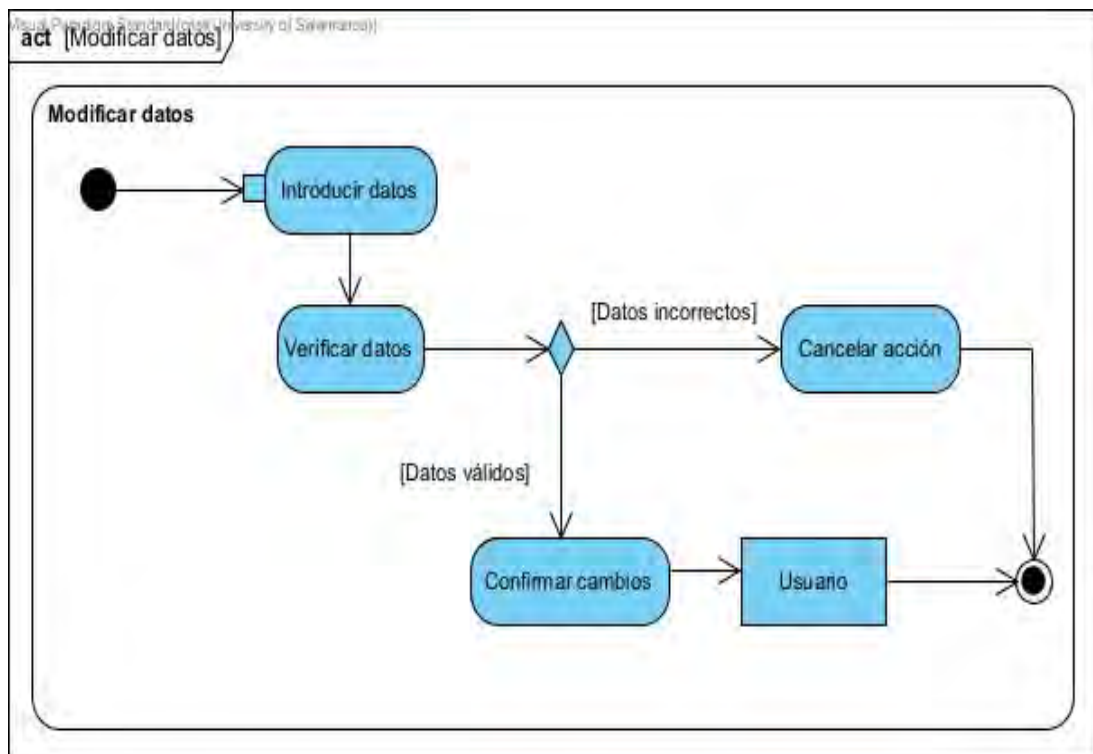 act [Modificar datos]
Modificar datos
Introducir datos
Verificar datos
[Datos incorrectos]
Cancelar acción
[Datos válidos]
Confirmar cambios
Usuario